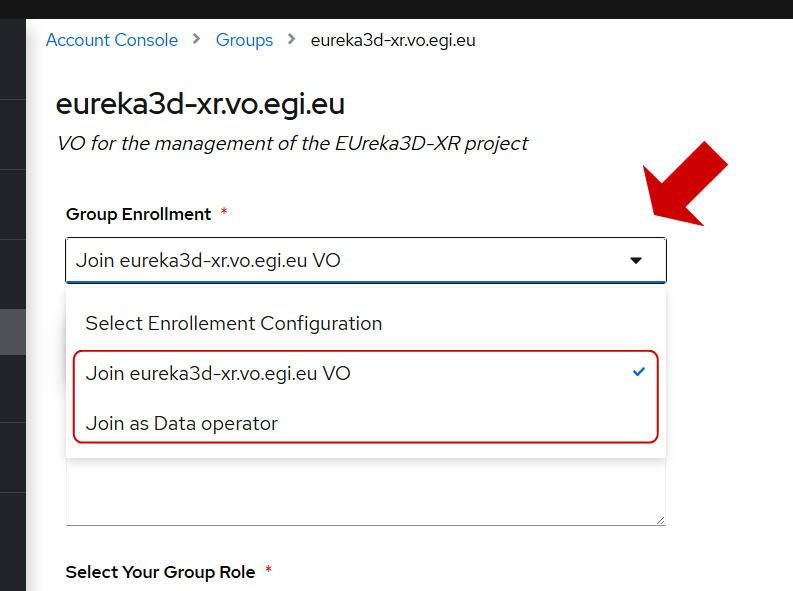 Account Console > Groups > eureka3d-xr.vo.egi.eu
eureka3d-xr.vo.egi.eu
VO for the management of the EUreka3D-XR project
Group Enrollment *
Join eureka3d-xr.vo.egi.eu VO
Select Enrollement Configuration
Join eureka3d-xr.vo.egi.eu VO
Join as Data operator
Select Your Group Role *